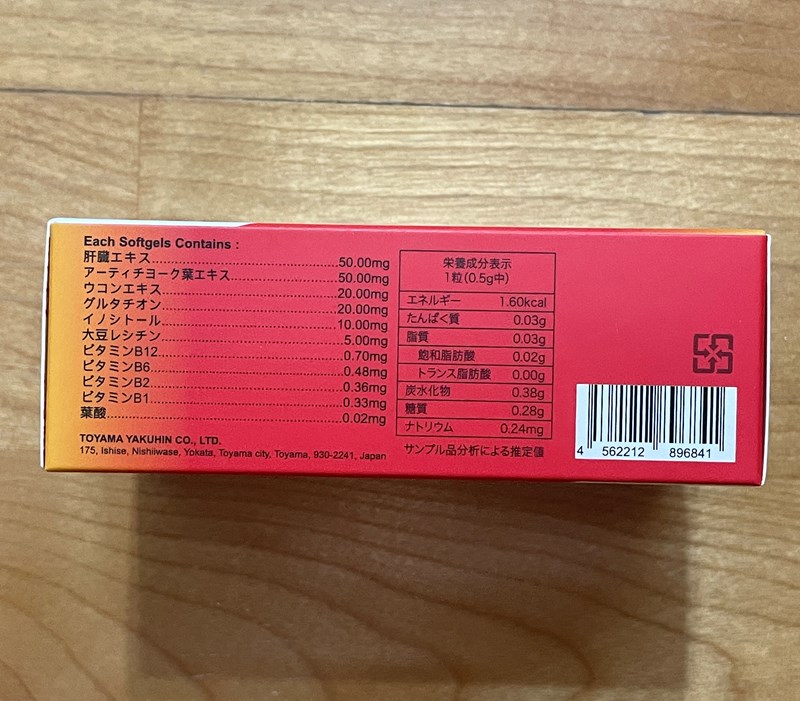 Each Softgels Contains :
肝臓エキス 50.00mg
アーティチヨーク葉エキス 50.00mg
ウコンエキス 20.00mg
グルタチオン 20.00mg
イノシトール 10.00mg
大豆レシチン 5.00mg
ビタミンB12 0.70mg
ビタミンB6 0.48mg
ビタミンB2 0.36mg
ビタミンB1 0.33mg
葉酸 0.02mg
TOYAMA YAKUHIN CO., LTD.
175, Ishise, Nishiiwase, Yokata, Toyama city, Toyama, 930-2241, Japan
栄養成分表示
1粒(0.5g中)
エネルギー 1.60kcal
たんぱく質 0.03g
脂質 0.03g
飽和脂肪酸 0.02g
トランス脂肪酸 0.00g
炭水化物 0.38g
糖質 0.28g
ナトリウム 0.24mg
サンプル品分析による推定値
4 562212 896841